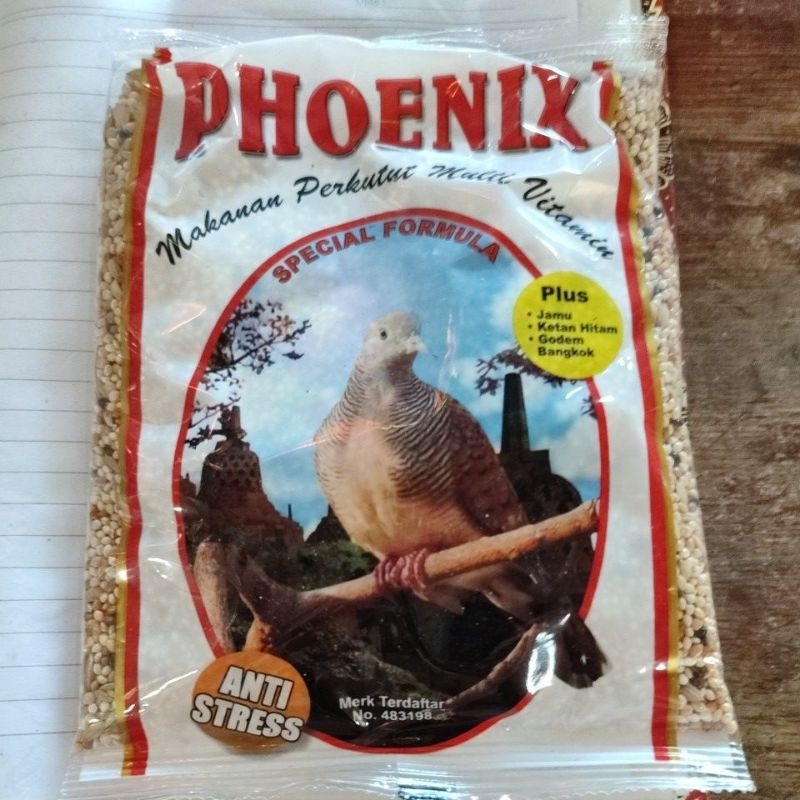 PHOENIX
Makanan Perkutut Multi Vitamin
SPECIAL FORMULA
Plus
• Jamu
• Ketan Hitam
• Godem
Bangkok
ANTI
STRESS
Merk Terdaftar
No. 483198